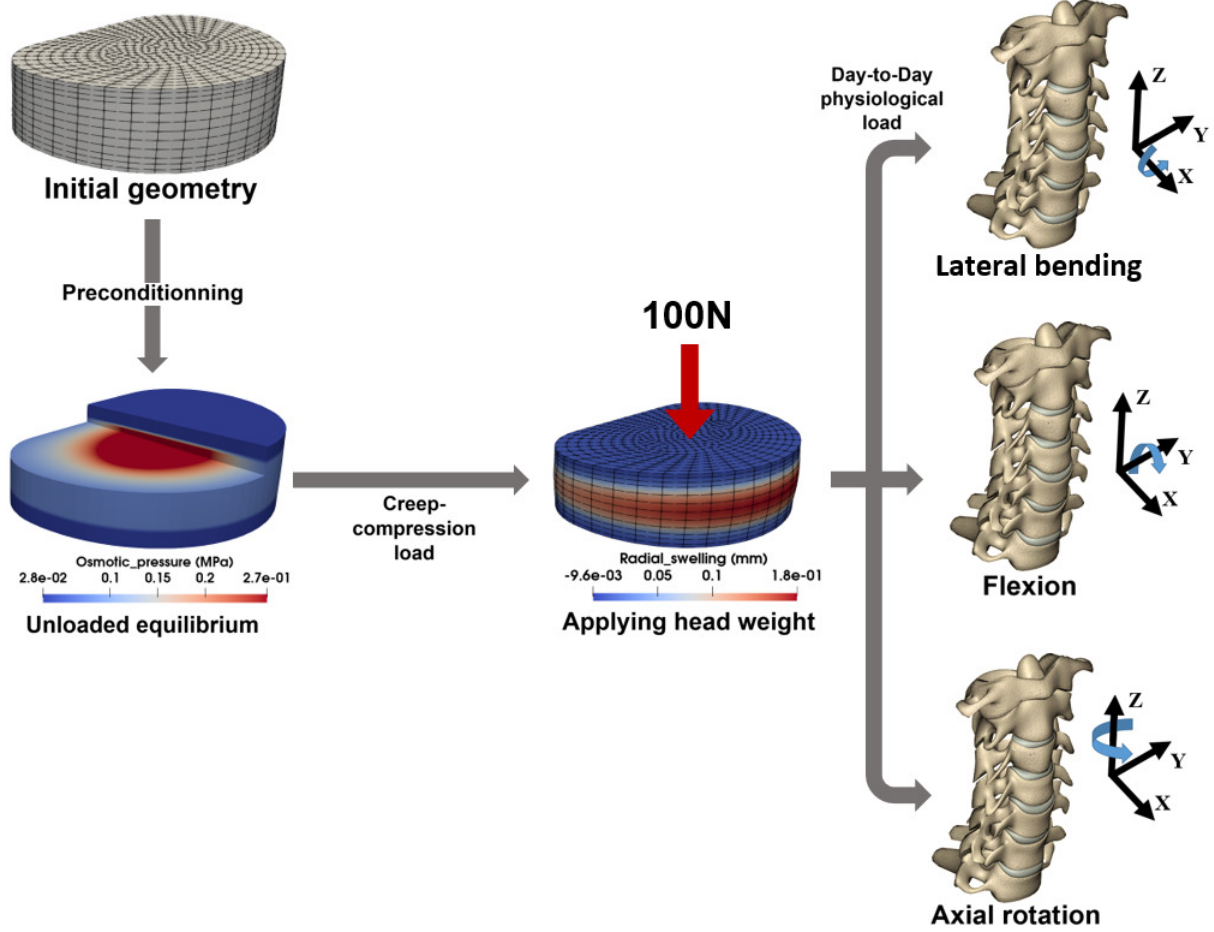 Initial geometry
Preconditionning
Osmotic_pressure (MPa)
2.8e-02 0.1 0.15 0.2 2.7e-01
Unloaded equilibrium
Creep-
compression
load
100N
Radial_swelling (mm)
-9.6e-03 0.05 0.1 1.8e-01
Applying head weight
Day-to-Day
physiological
load
Z
Y
X
Lateral bending
Z
Y
X
Flexion
Z
Y
X
Axial rotation